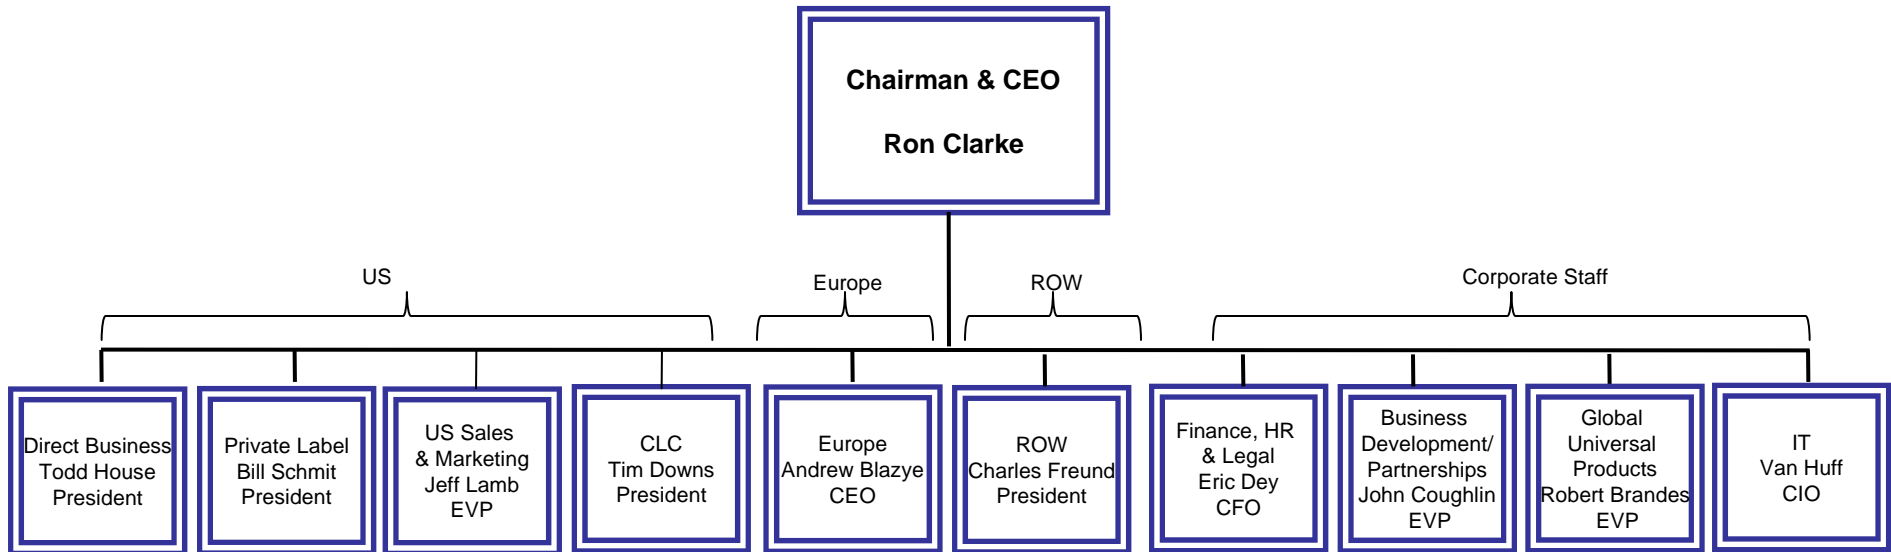 Chairman & CEO
Ron Clarke
US
Europe
ROW
Corporate Staff
Direct Business
Todd House
President
Private Label
Bill Schmit
President
US Sales
& Marketing
Jeff Lamb
EVP
CLC
Tim Downs
President
Europe
Andrew Blazye
CEO
ROW
Charles Freund
President
Finance, HR
& Legal
Eric Dey
CFO
Business
Development/
Partnerships
John Coughlin
EVP
Global
Universal
Products
Robert Brandes
EVP
IT
Van Huff
CIO